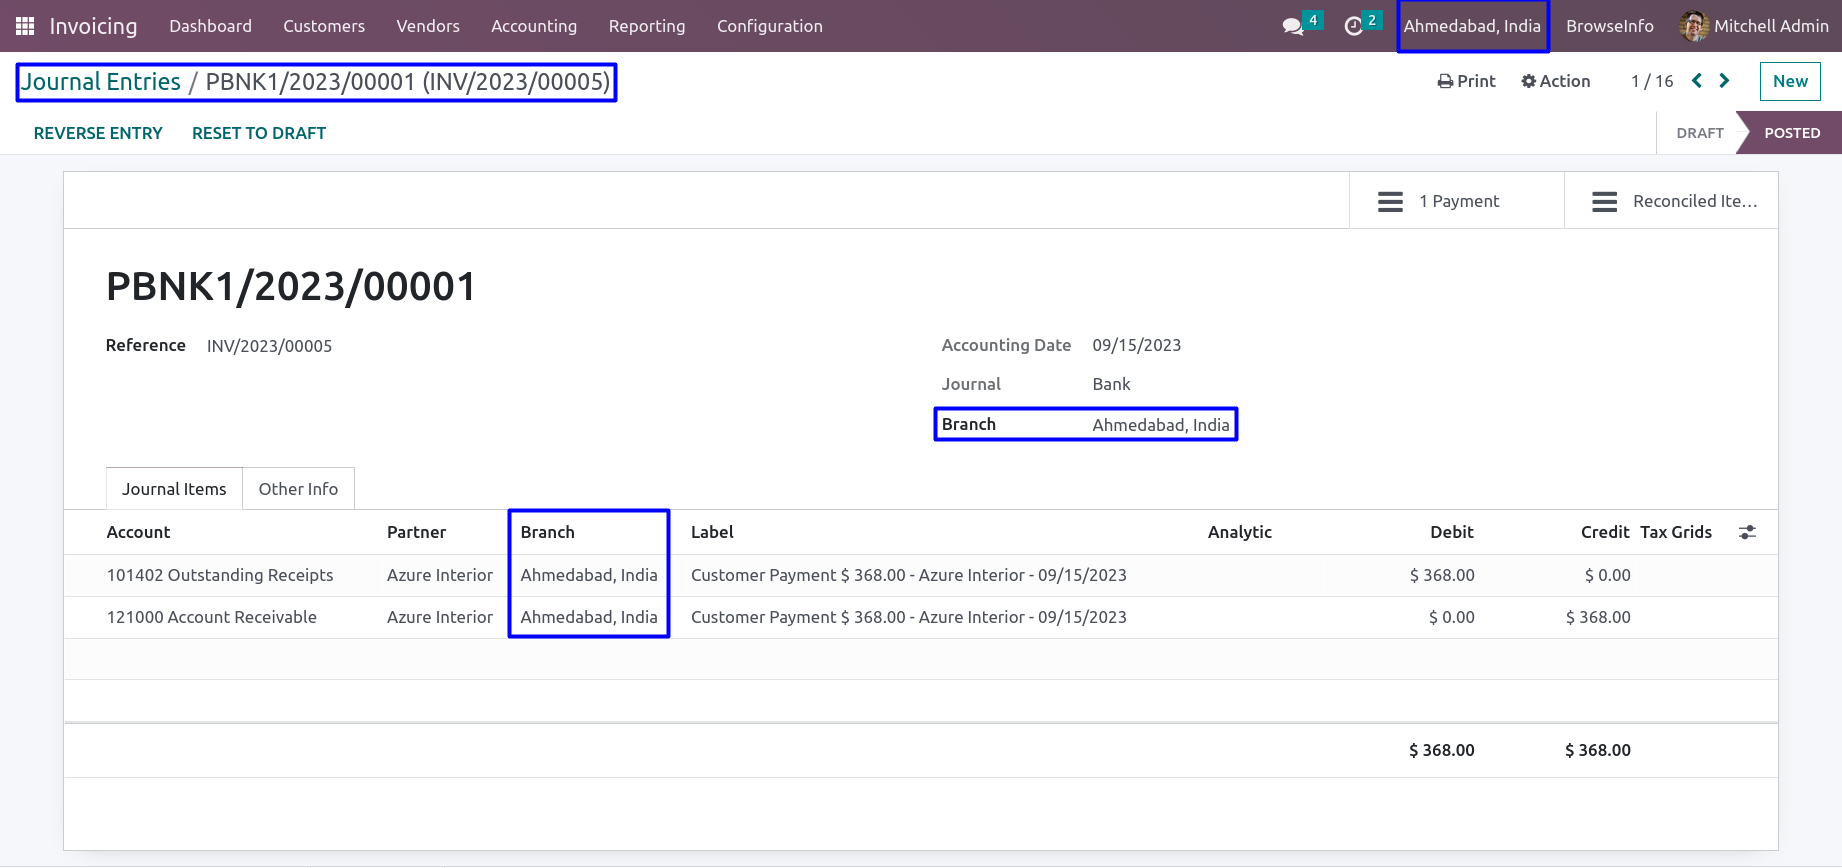 Invoicing Dashboard Customers Vendors Accounting Reporting Configuration 4 2 Ahmedabad, India BrowseInfo Mitchell Admin
Journal Entries / PBNK1/2023/00001 (INV/2023/00005) Print Action 1 / 16 New
REVERSE ENTRY RESET TO DRAFT DRAFT POSTED
1 Payment Reconciled Ite...
PBNK1/2023/00001
Reference INV/2023/00005 Accounting Date 09/15/2023
Journal Bank
Branch Ahmedabad, India
Journal Items Other Info
Account Partner Branch Label Analytic Debit Credit Tax Grids
101402 Outstanding Receipts Azure Interior Ahmedabad, India Customer Payment $ 368.00 - Azure Interior - 09/15/2023 $ 368.00 $ 0.00
121000 Account Receivable Azure Interior Ahmedabad, India Customer Payment $ 368.00 - Azure Interior - 09/15/2023 $ 0.00 $ 368.00
$ 368.00 $ 368.00